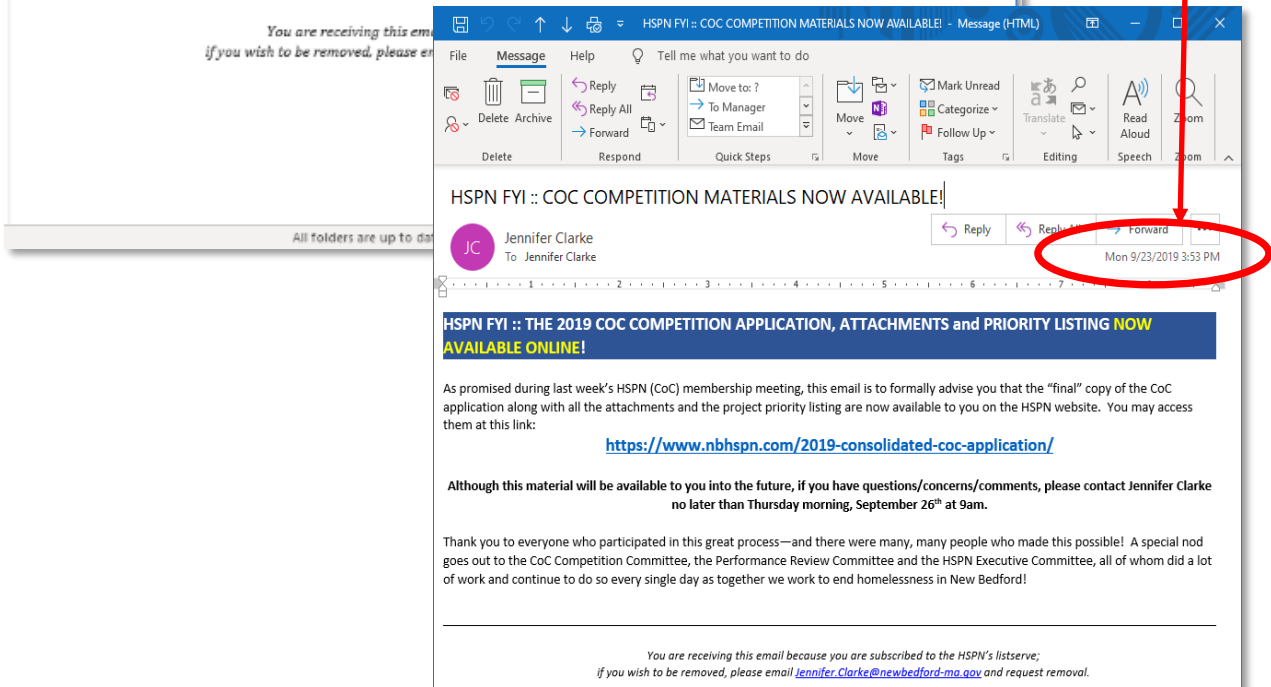 You are receiving this
if you wish to be removed, please
All folders are up to
HSPN FYI :: COC COMPETITION MATERIALS NOW AVAILABLE! - Message (HTML)
File Message Help Tell me what you want to do
Delete Archive
Reply
Reply All
Forward
Move to: ?
To Manager
Team Email
Move
Mark Unread
Categorize
Follow Up
Translate
Read Aloud
Zoom
Delete Respond Quick Steps Move Tags Editing Speech Zoom
HSPN FYI :: COC COMPETITION MATERIALS NOW AVAILABLE!
Reply Reply All Forward
JC
Jennifer Clarke
To Jennifer Clarke
Mon 9/23/2019 3:53 PM
1 2 3 4 5 6 7
HSPN FYI :: THE 2019 COC COMPETITION APPLICATION, ATTACHMENTS and PRIORITY LISTING NOW
AVAILABLE ONLINE!
As promised during last week’s HSPN (CoC) membership meeting, this email is to formally advise you that the “final” copy of the CoC
application along with all the attachments and the project priority listing are now available to you on the HSPN website. You may access
them at this link:
https://www.nbhspn.com/2019-consolidated-coc-application/
Although this material will be available to you into the future, if you have questions/concerns/comments, please contact Jennifer Clarke
no later than Thursday morning, September 26th at 9am.
Thank you to everyone who participated in this great process—and there were many, many people who made this possible! A special nod
goes out to the CoC Competition Committee, the Performance Review Committee and the HSPN Executive Committee, all of whom did a lot
of work and continue to do so every single day as together we work to end homelessness in New Bedford!
You are receiving this email because you are subscribed to the HSPN’s listserve;
if you wish to be removed, please email Jennifer.Clarke@newbedford-ma.gov and request removal.